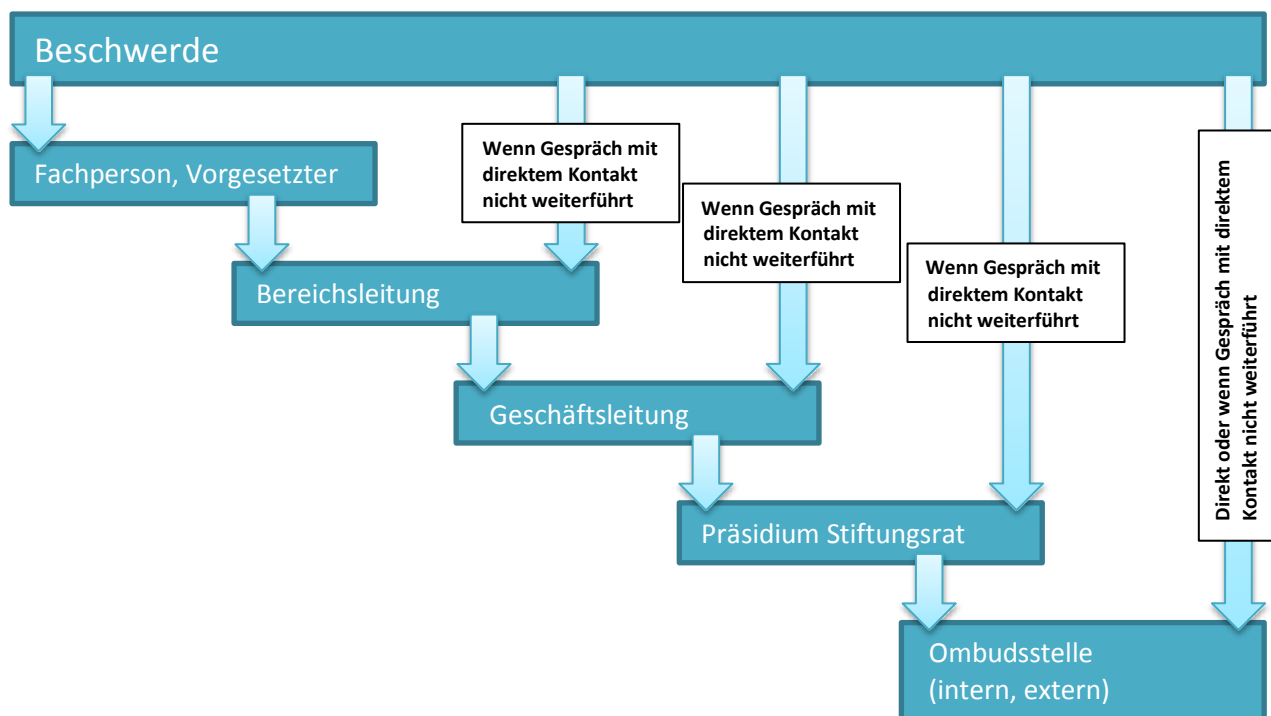 Beschwerde
Fachperson, Vorgesetzter
Wenn Gespräch mit
direktem Kontakt
nicht weiterführt
Wenn Gespräch mit
direktem Kontakt
nicht weiterführt
Wenn Gespräch mit
direktem Kontakt
nicht weiterführt
Direkt oder wenn Gespräch mit direktem
Kontakt nicht weiterführt
Bereichsleitung
Geschäftsleitung
Präsidium Stiftungsrat
Ombudsstelle
(intern, extern)